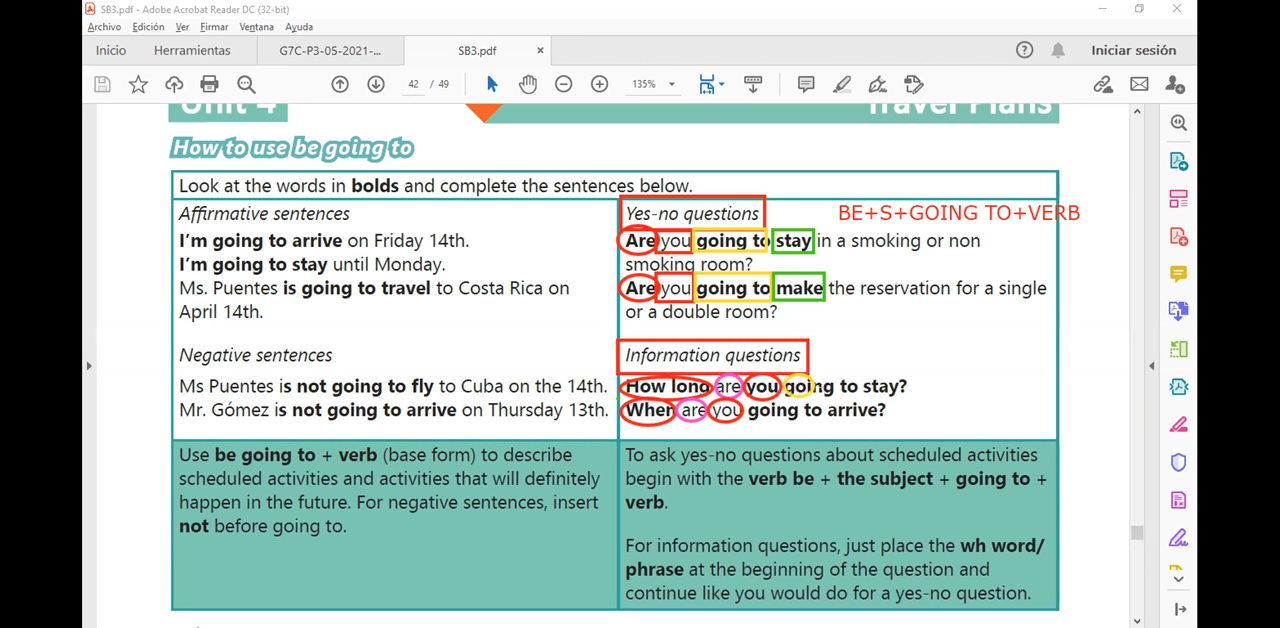 SB3.pdf - Adobe Acrobat Reader DC (32-bit)
Archivo Edición Ver Firmar Ventana Ayuda
Inicio Herramientas G7C-P3-05-2021-... SB3.pdf × Iniciar sesión
42 / 49 135%
Unit 4 Travel Plans
How to use be going to
Look at the words in bolds and complete the sentences below.
Affirmative sentences
I'm going to arrive on Friday 14th.
I'm going to stay until Monday.
Ms. Puentes is going to travel to Costa Rica on
April 14th.
Negative sentences
Ms Puentes is not going to fly to Cuba on the 14th.
Mr. Gómez is not going to arrive on Thursday 13th.
Yes-no questions BE+S+GOING TO+VERB
Are you going to stay in a smoking or non
smoking room?
Are you going to make the reservation for a single
or a double room?
Information questions
How long are you going to stay?
When are you going to arrive?
Use be going to + verb (base form) to describe
scheduled activities and activities that will definitely
happen in the future. For negative sentences, insert
not before going to.
To ask yes-no questions about scheduled activities
begin with the verb be + the subject + going to +
verb.
For information questions, just place the wh word/
phrase at the beginning of the question and
continue like you would do for a yes-no question.